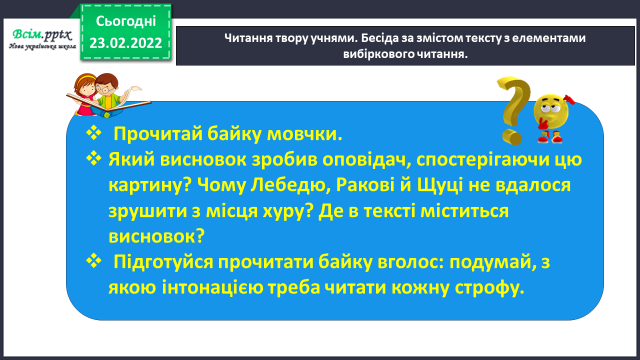 Всім.pptx
Нова українська школа
Сьогодні
23.02.2022
Читання твору учнями. Бесіда за змістом тексту з елементами
вибіркового читання.
❖ Прочитай байку мовчки.
❖ Який висновок зробив оповідач, спостерігаючи цю
картину? Чому Лебедю, Ракові й Щуці не вдалося
зрушити з місця хуру? Де в тексті міститься
висновок?
❖ Підготуйся прочитати байку вголос: подумай, з
якою інтонацією треба читати кожну строфу.